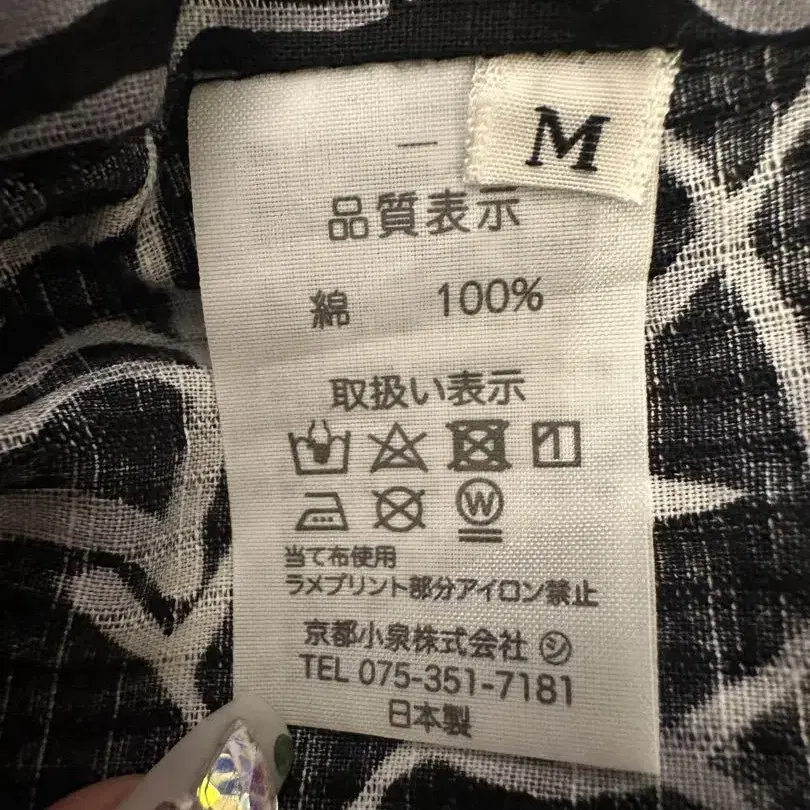 M
品質表示
綿 100%
取扱い表示
W
当て布使用
ラメプリント部分アイロン禁止
京都小泉株式会社 シ
TEL 075-351-7181
日本製